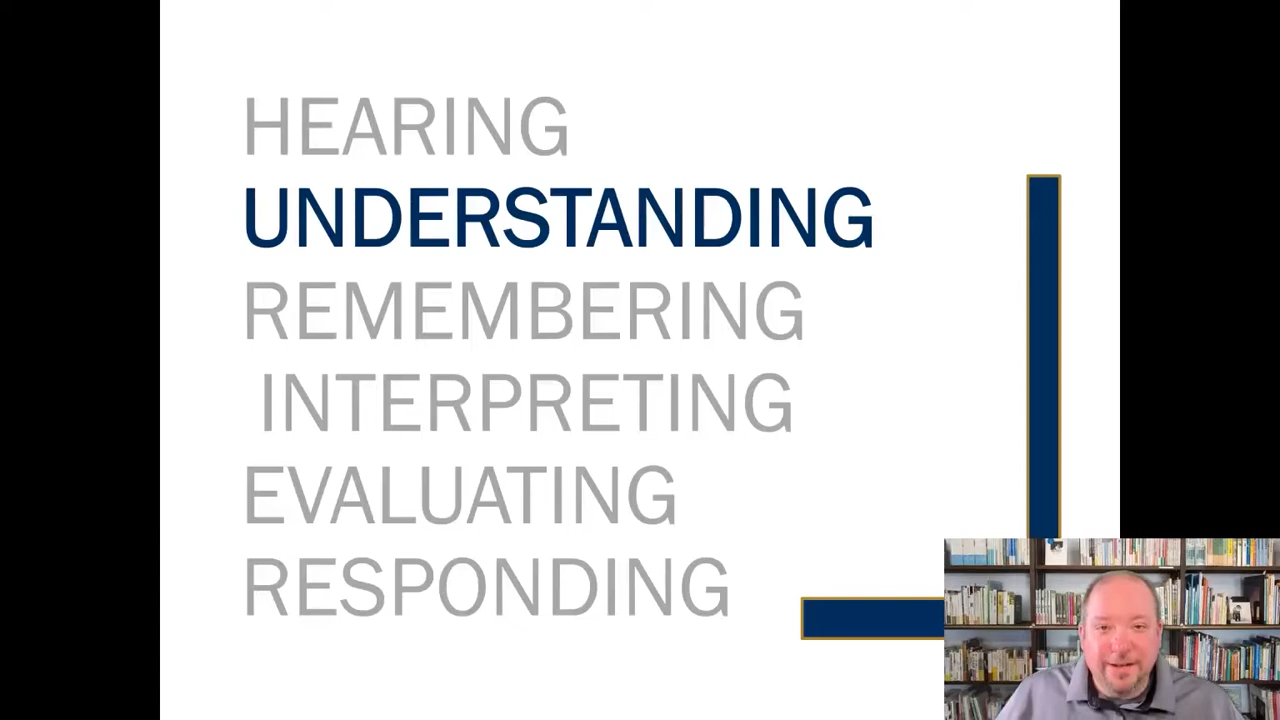 HEARING
UNDERSTANDING
REMEMBERING
INTERPRETING
EVALUATING
RESPONDING